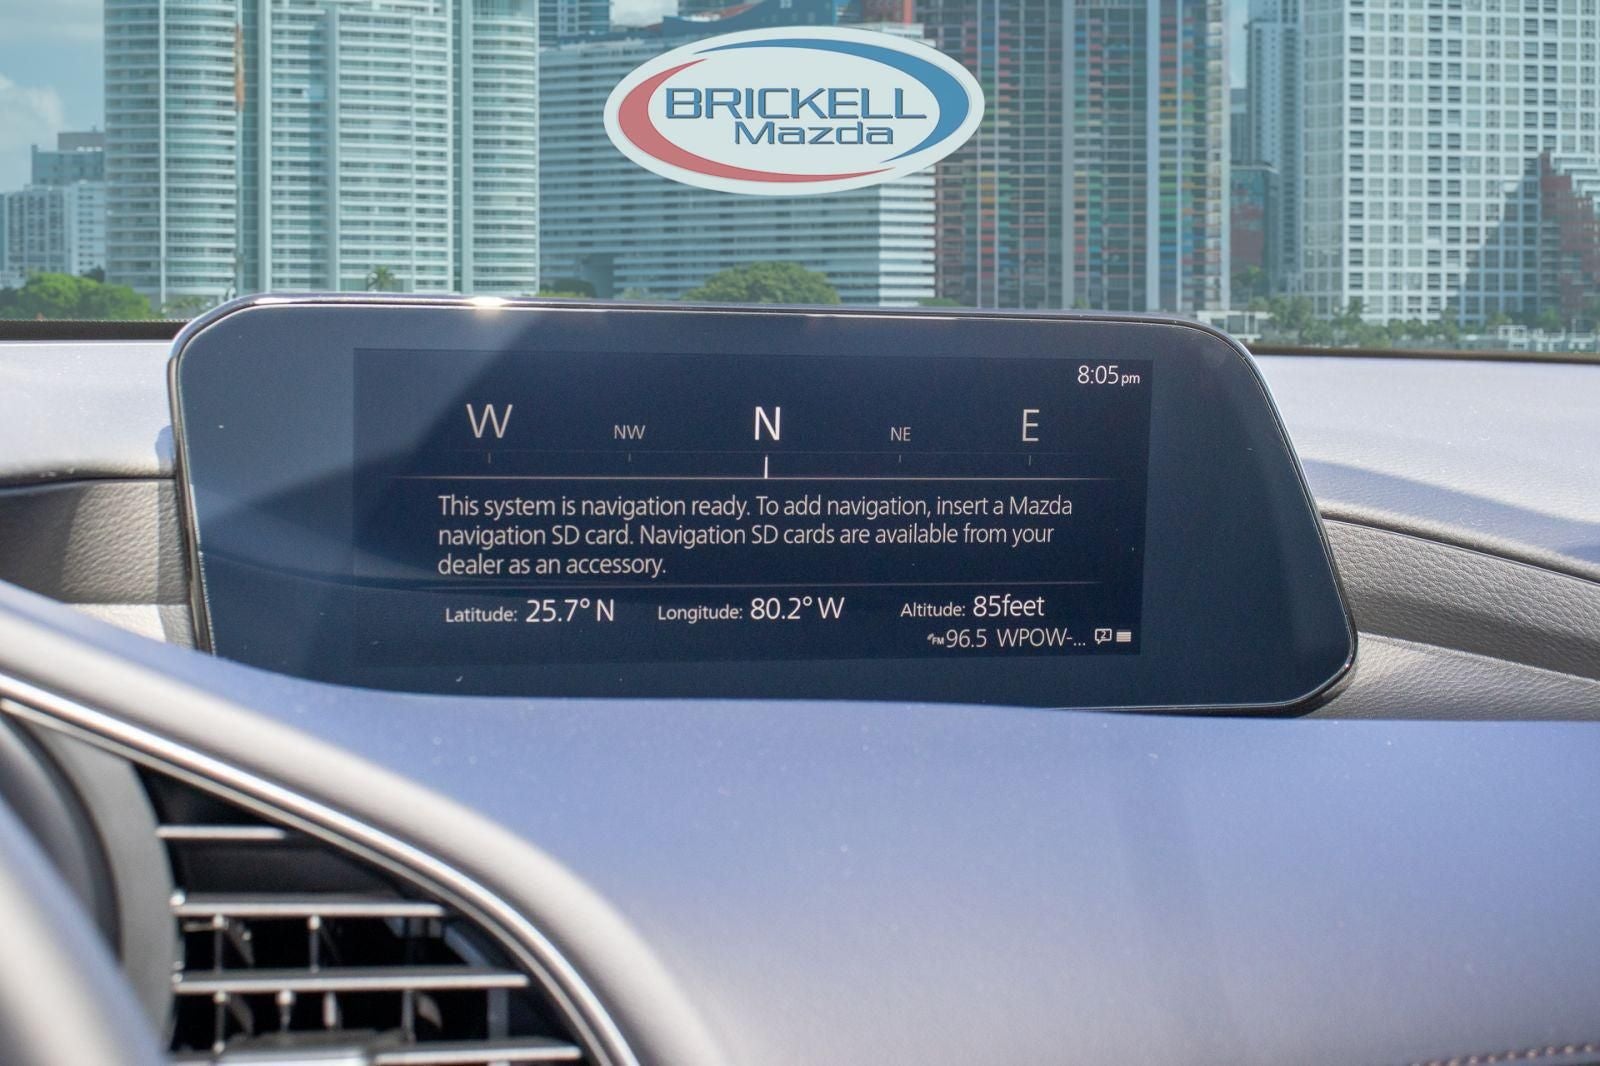 BRICKELL
Mazda
8:05pm
W NW N NE E
This system is navigation ready. To add navigation, insert a Mazda
navigation SD card. Navigation SD cards are available from your
dealer as an accessory.
Latitude: 25.7° N Longitude: 80.2° W Altitude: 85feet
FM 96.5 WPOW-... 2